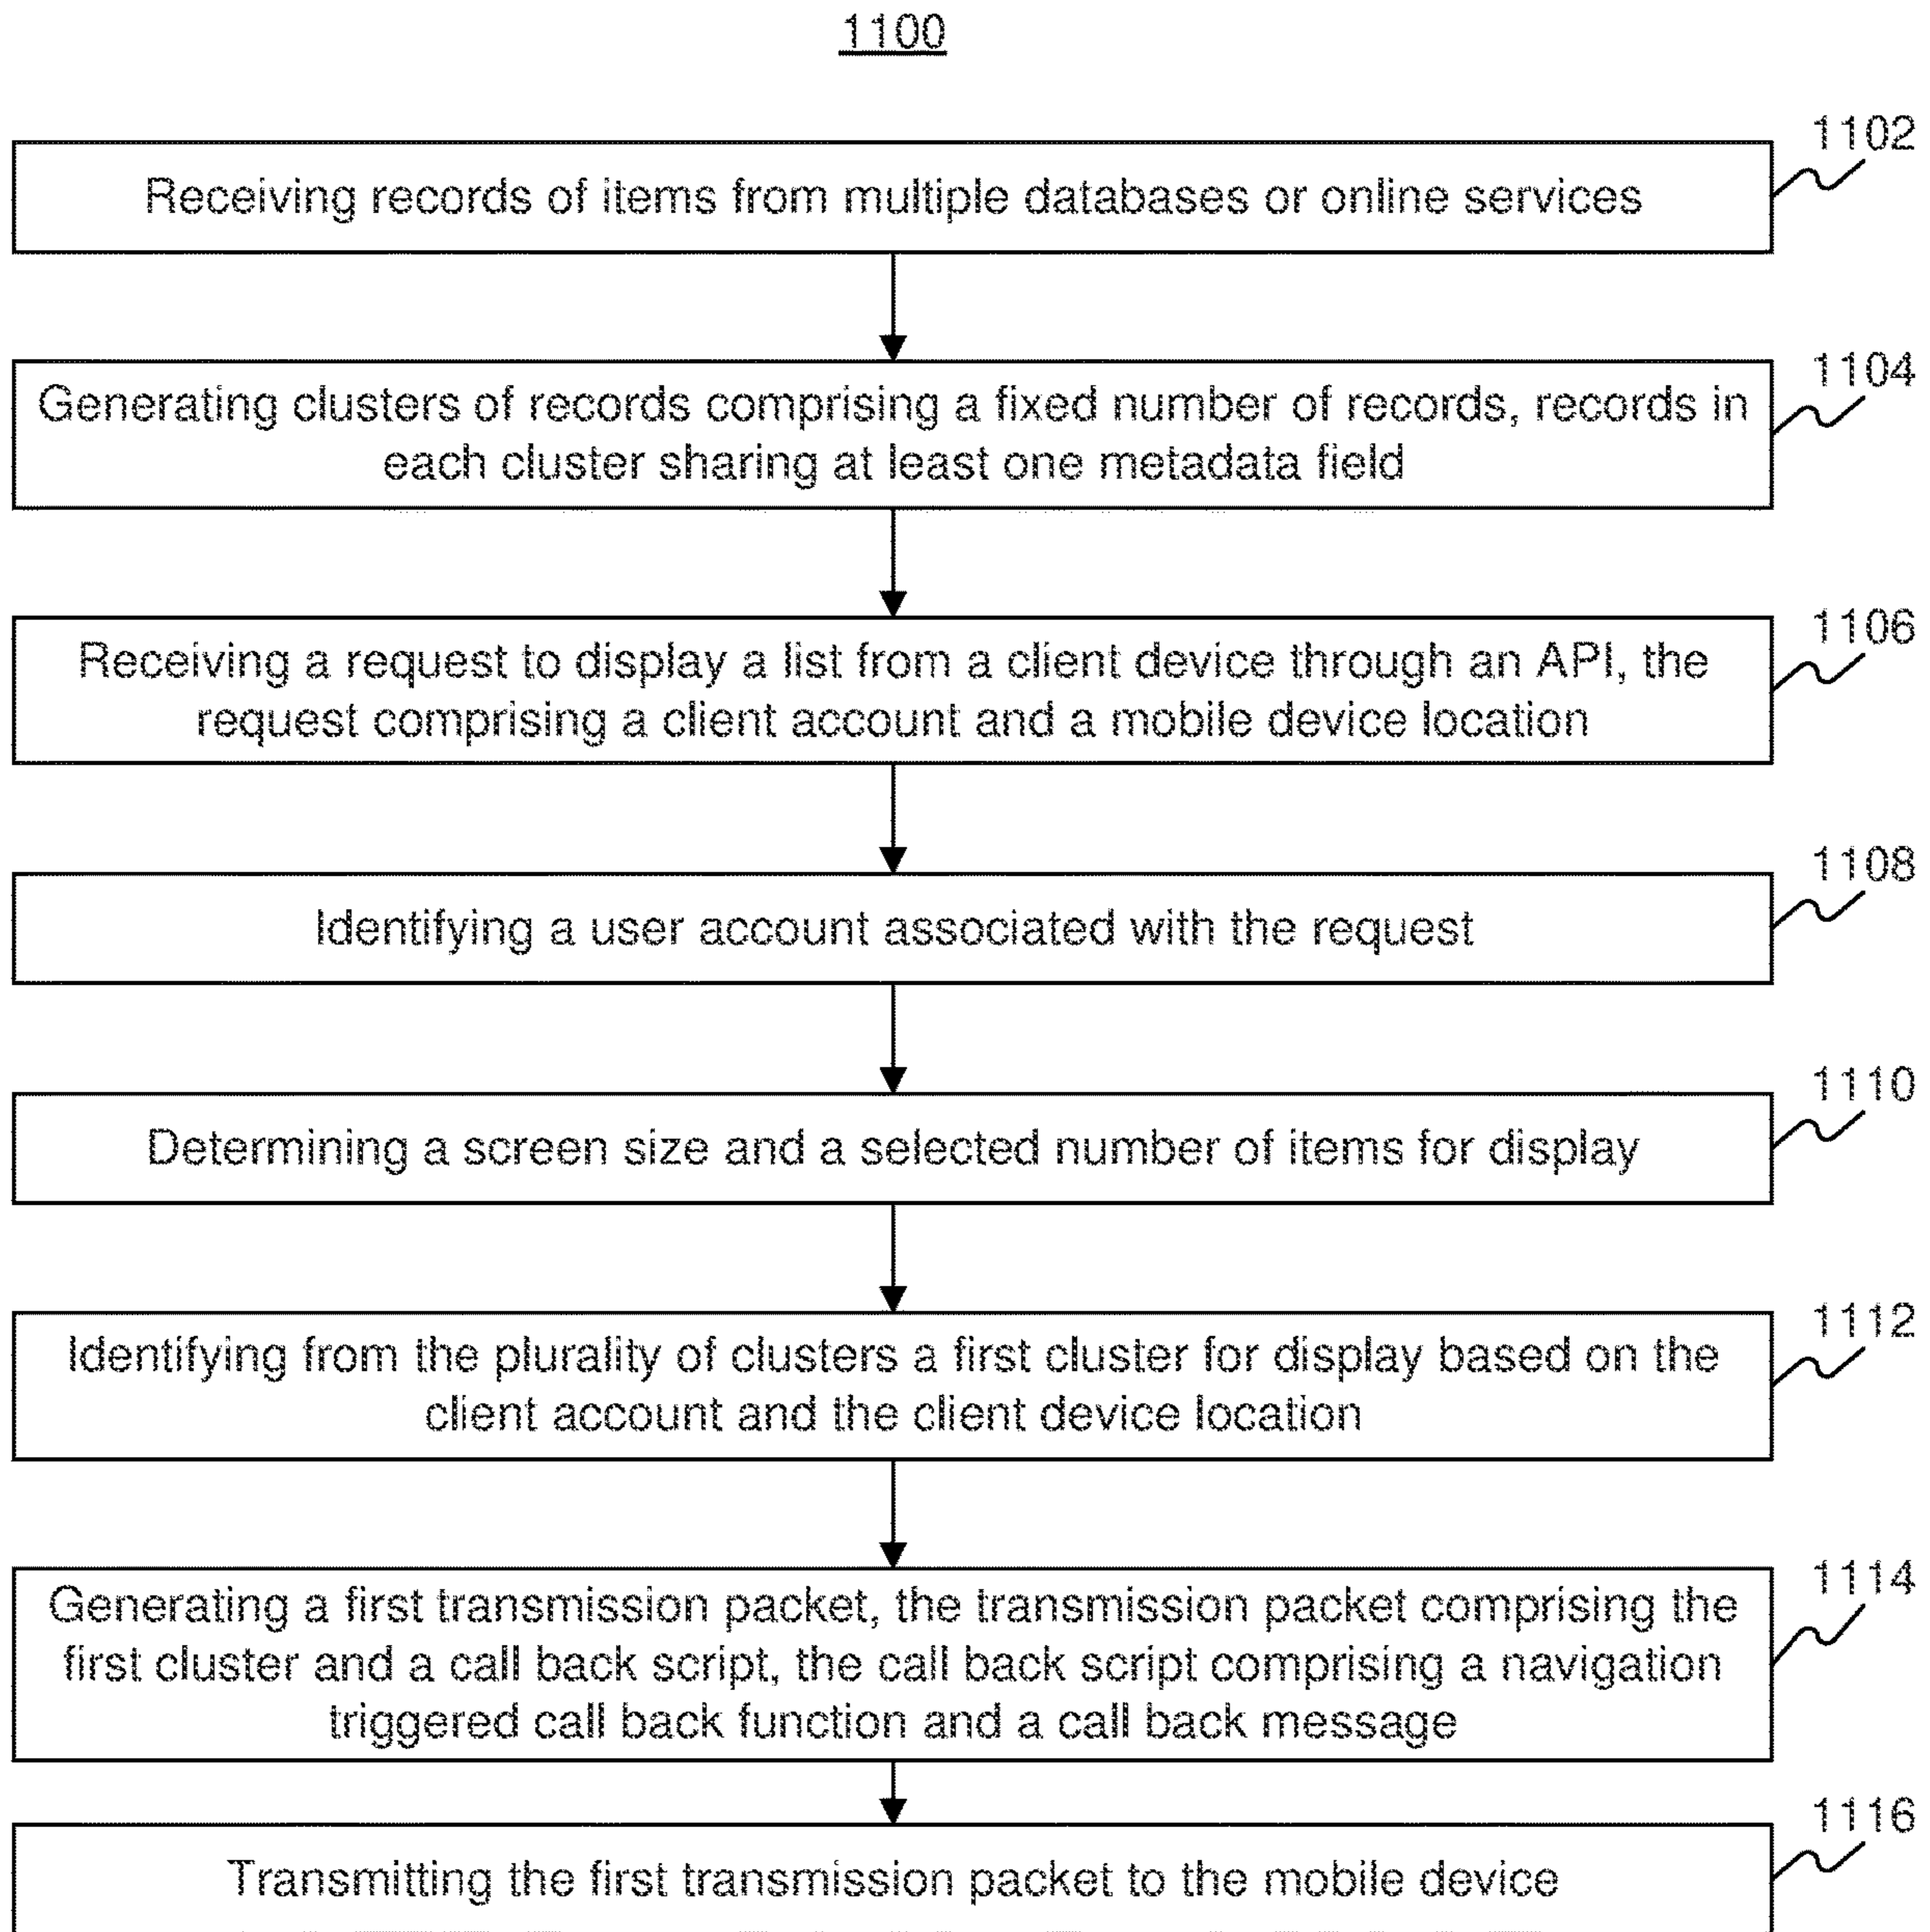 1100
1102
Receiving records of items from multiple databases or online services
1104
Generating clusters of records comprising a fixed number of records, records in
each cluster sharing at least one metadata field
1106
Receiving a request to display a list from a client device through an API, the
request comprising a client account and a mobile device location
1108
Identifying a user account associated with the request
1110
Determining a screen size and a selected number of items for display
1112
Identifying from the plurality of clusters a first cluster for display based on the
client account and the client device location
1114
Generating a first transmission packet, the transmission packet comprising the
first cluster and a call back script, the call back script comprising a navigation
triggered call back function and a call back message
1116
Transmitting the first transmission packet to the mobile device